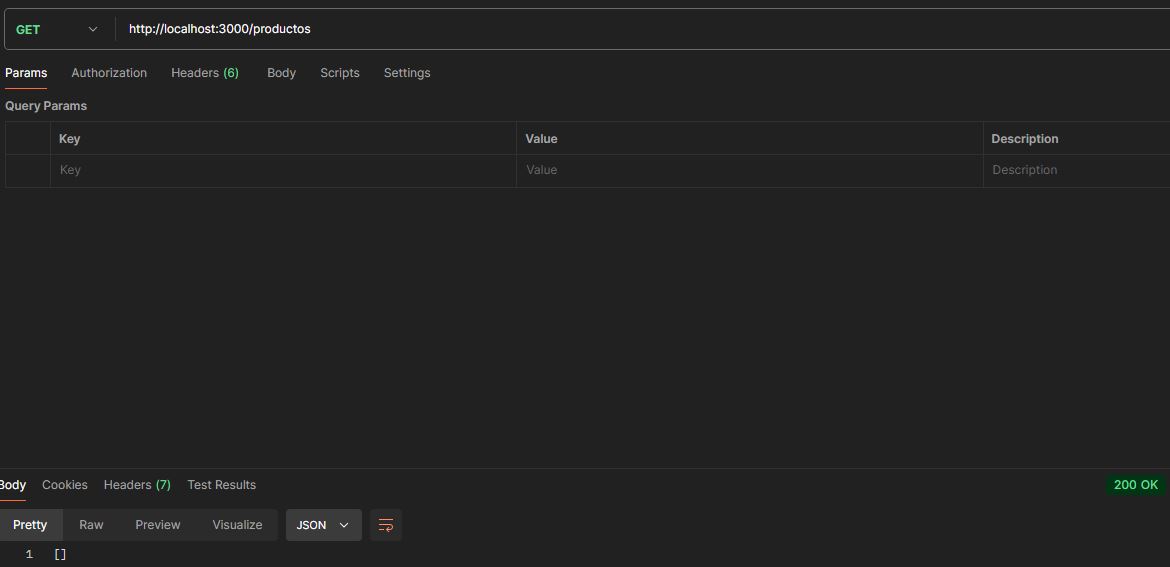 GET http://localhost:3000/productos
Params Authorization Headers (6) Body Scripts Settings
Query Params
Key Value Description
Key Value Description
Body Cookies Headers (7) Test Results 200 OK
Pretty Raw Preview Visualize JSON
1 []